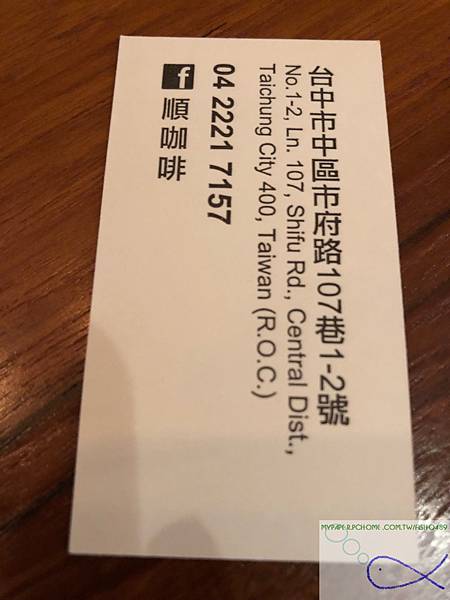 台中市中區市府路107巷1-2號
No.1-2, Ln. 107, Shifu Rd., Central Dist.,
Taichung City 400, Taiwan (R.O.C.)
04 2221 7157
f 順咖啡
MYPAPER.PCHOME.COM.TW/FISH0489